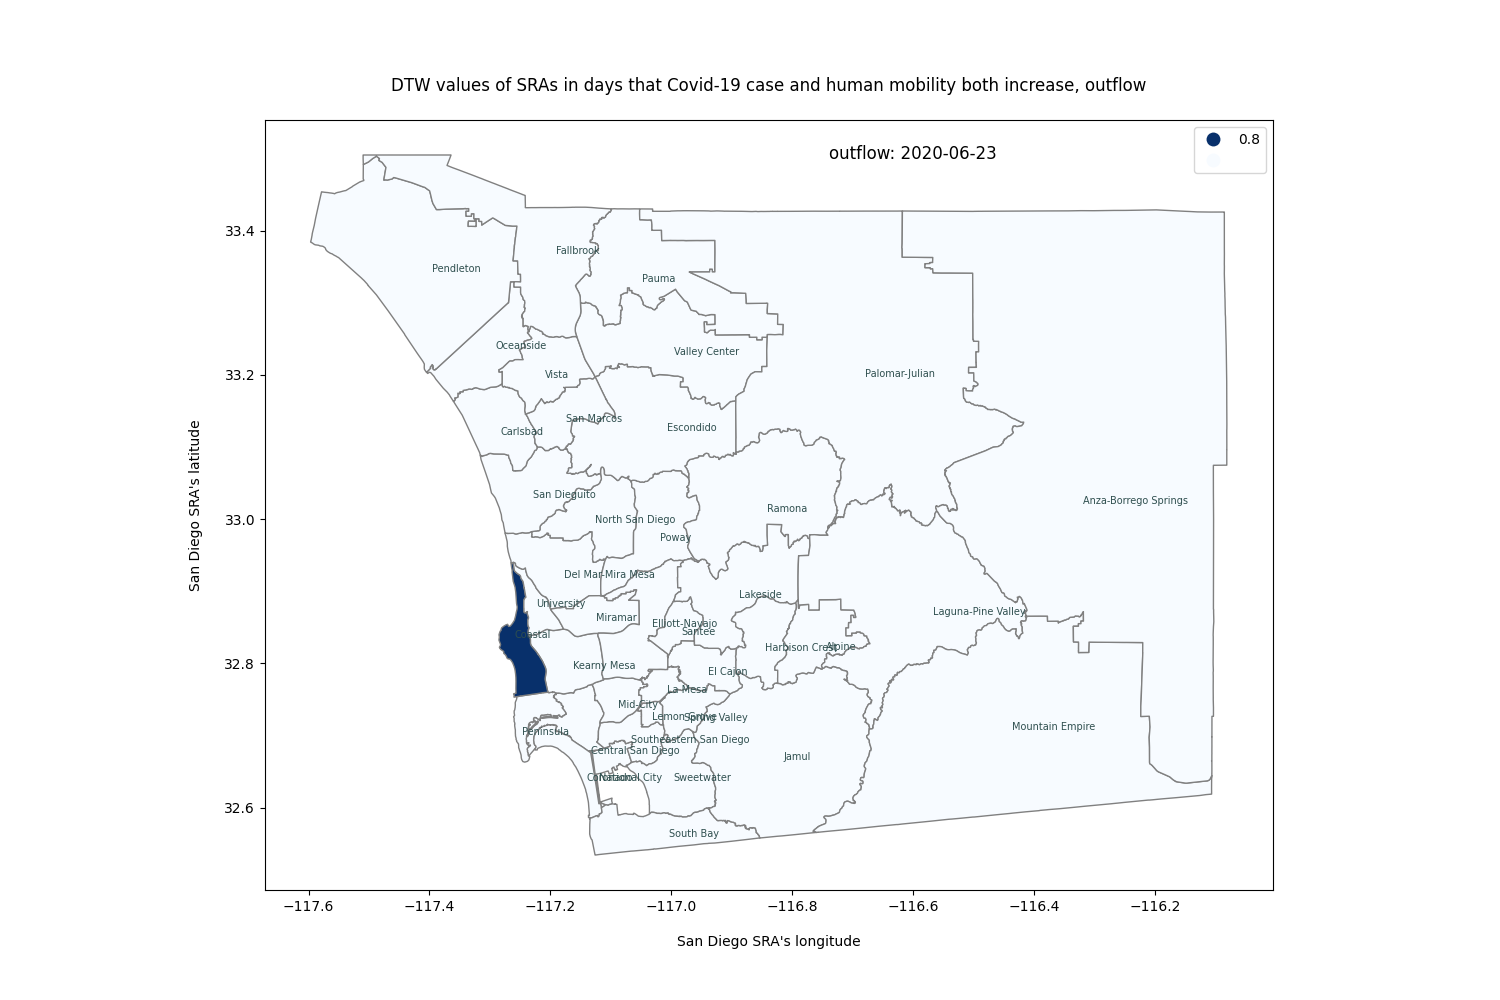 DTW values of SRAs in days that Covid-19 case and human mobility both increase, outflow
0.8
outflow: 2020-06-23
33.4
33.2
33.0
32.8
32.6
San Diego SRA's latitude
Fallbrook
Pendleton
Pauma
Oceanside
Valley Center
Vista
Palomar-Julian
San Marcos
Carlsbad
Escondido
San Dieguito
Anza-Borrego Springs
Ramona
North San Diego
Poway
Del Mar-Mira Mesa
Lakeside
University
Miramar
Laguna-Pine Valley
Elliott-Navajo
Santee
Coastal
Harbison Crest
Alpine
Kearny Mesa
El Cajon
La Mesa
Mid-City
Lemon Grove
Spring Valley
Mountain Empire
Peninsula
Southeastern San Diego
Central San Diego
Jamul
Coronado
National City
Sweetwater
South Bay
−117.6 −117.4 −117.2 −117.0 −116.8 −116.6 −116.4 −116.2
San Diego SRA's longitude